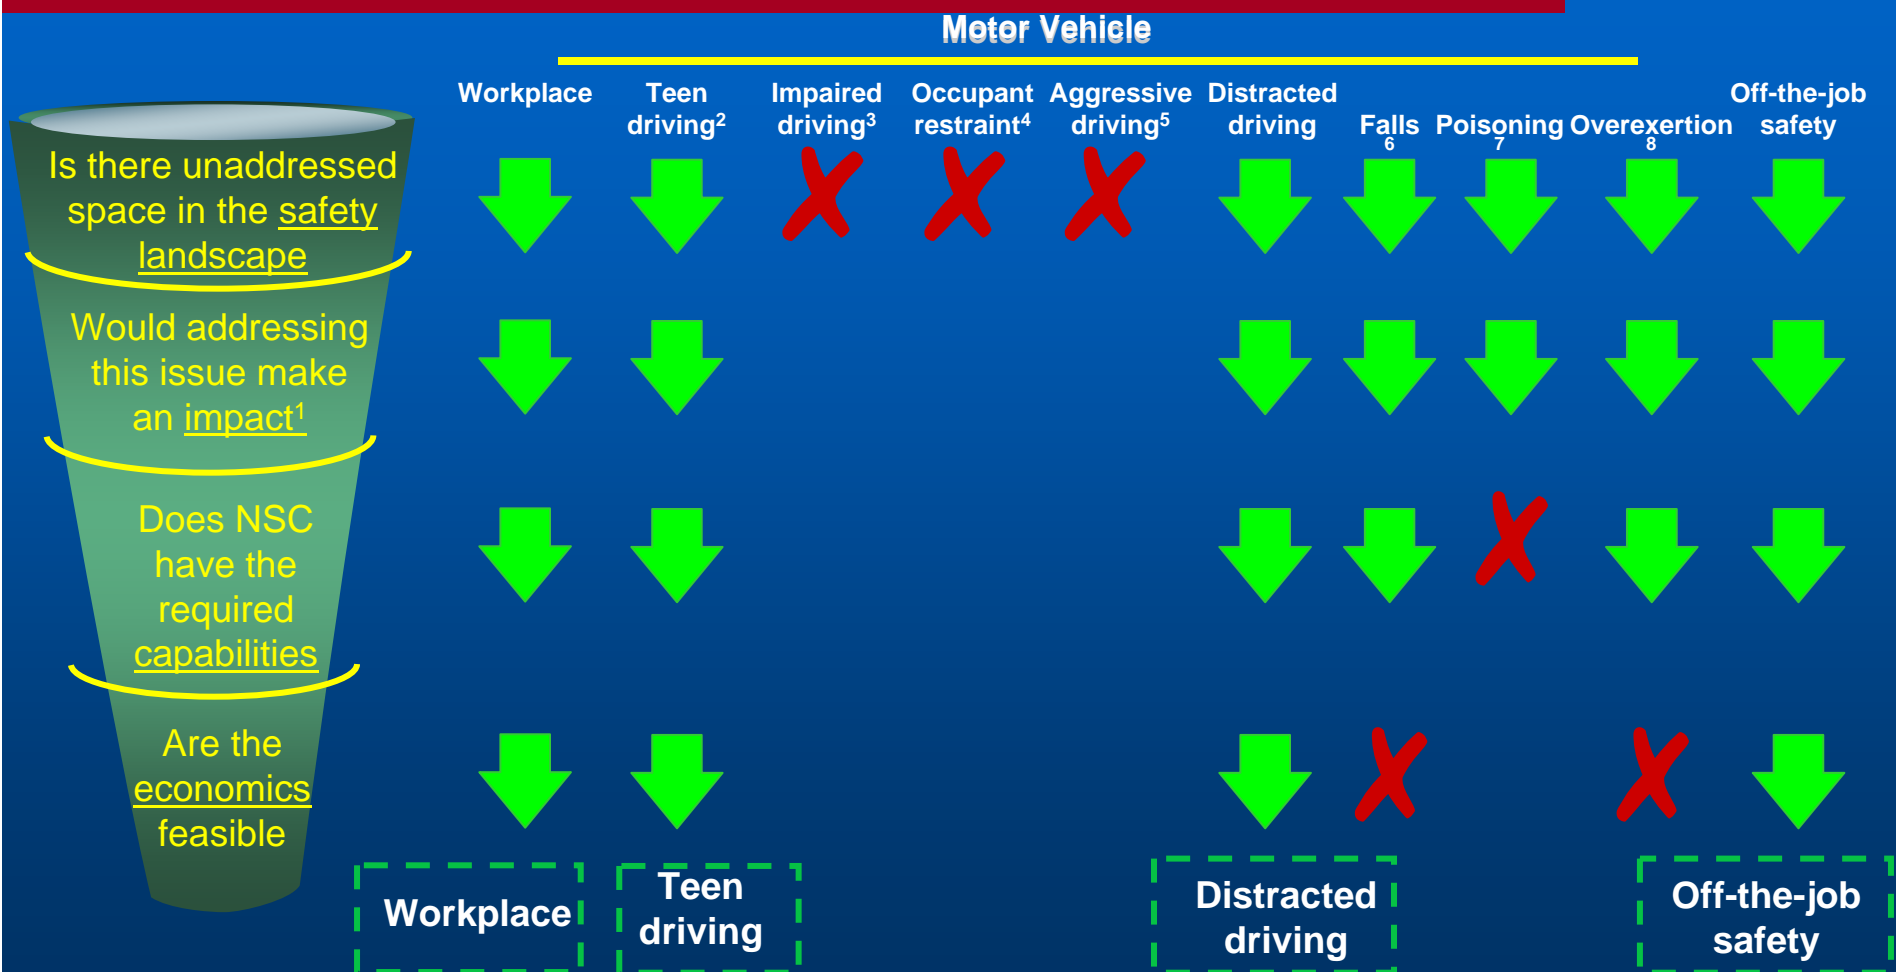 Motor Vehicle
Workplace
Teen
driving2
Impaired
driving3
Occupant
restraint4
Aggressive
driving5
Distracted
driving
Falls
6
Poisoning
7
Overexertion
8
Off-the-job
safety
Is there unaddressed
space in the safety
landscape
Would addressing
this issue make
an impact1
Does NSC
have the
required
capabilities
Are the
economics
feasible
Workplace
Teen
driving
Distracted
driving
Off-the-job
safety